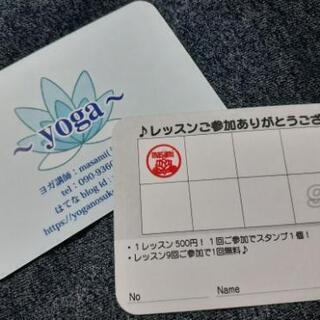 ～yoga～
ヨガ講師：masami(
tel：090-9360
はてな blog id：
https://yoganosuke
♪レッスンご参加ありがとうござ
masami
9
・1レッスン500円！1回ご参加でスタンプ1個！
・レッスン9回ご参加で1回無料♪
No Name